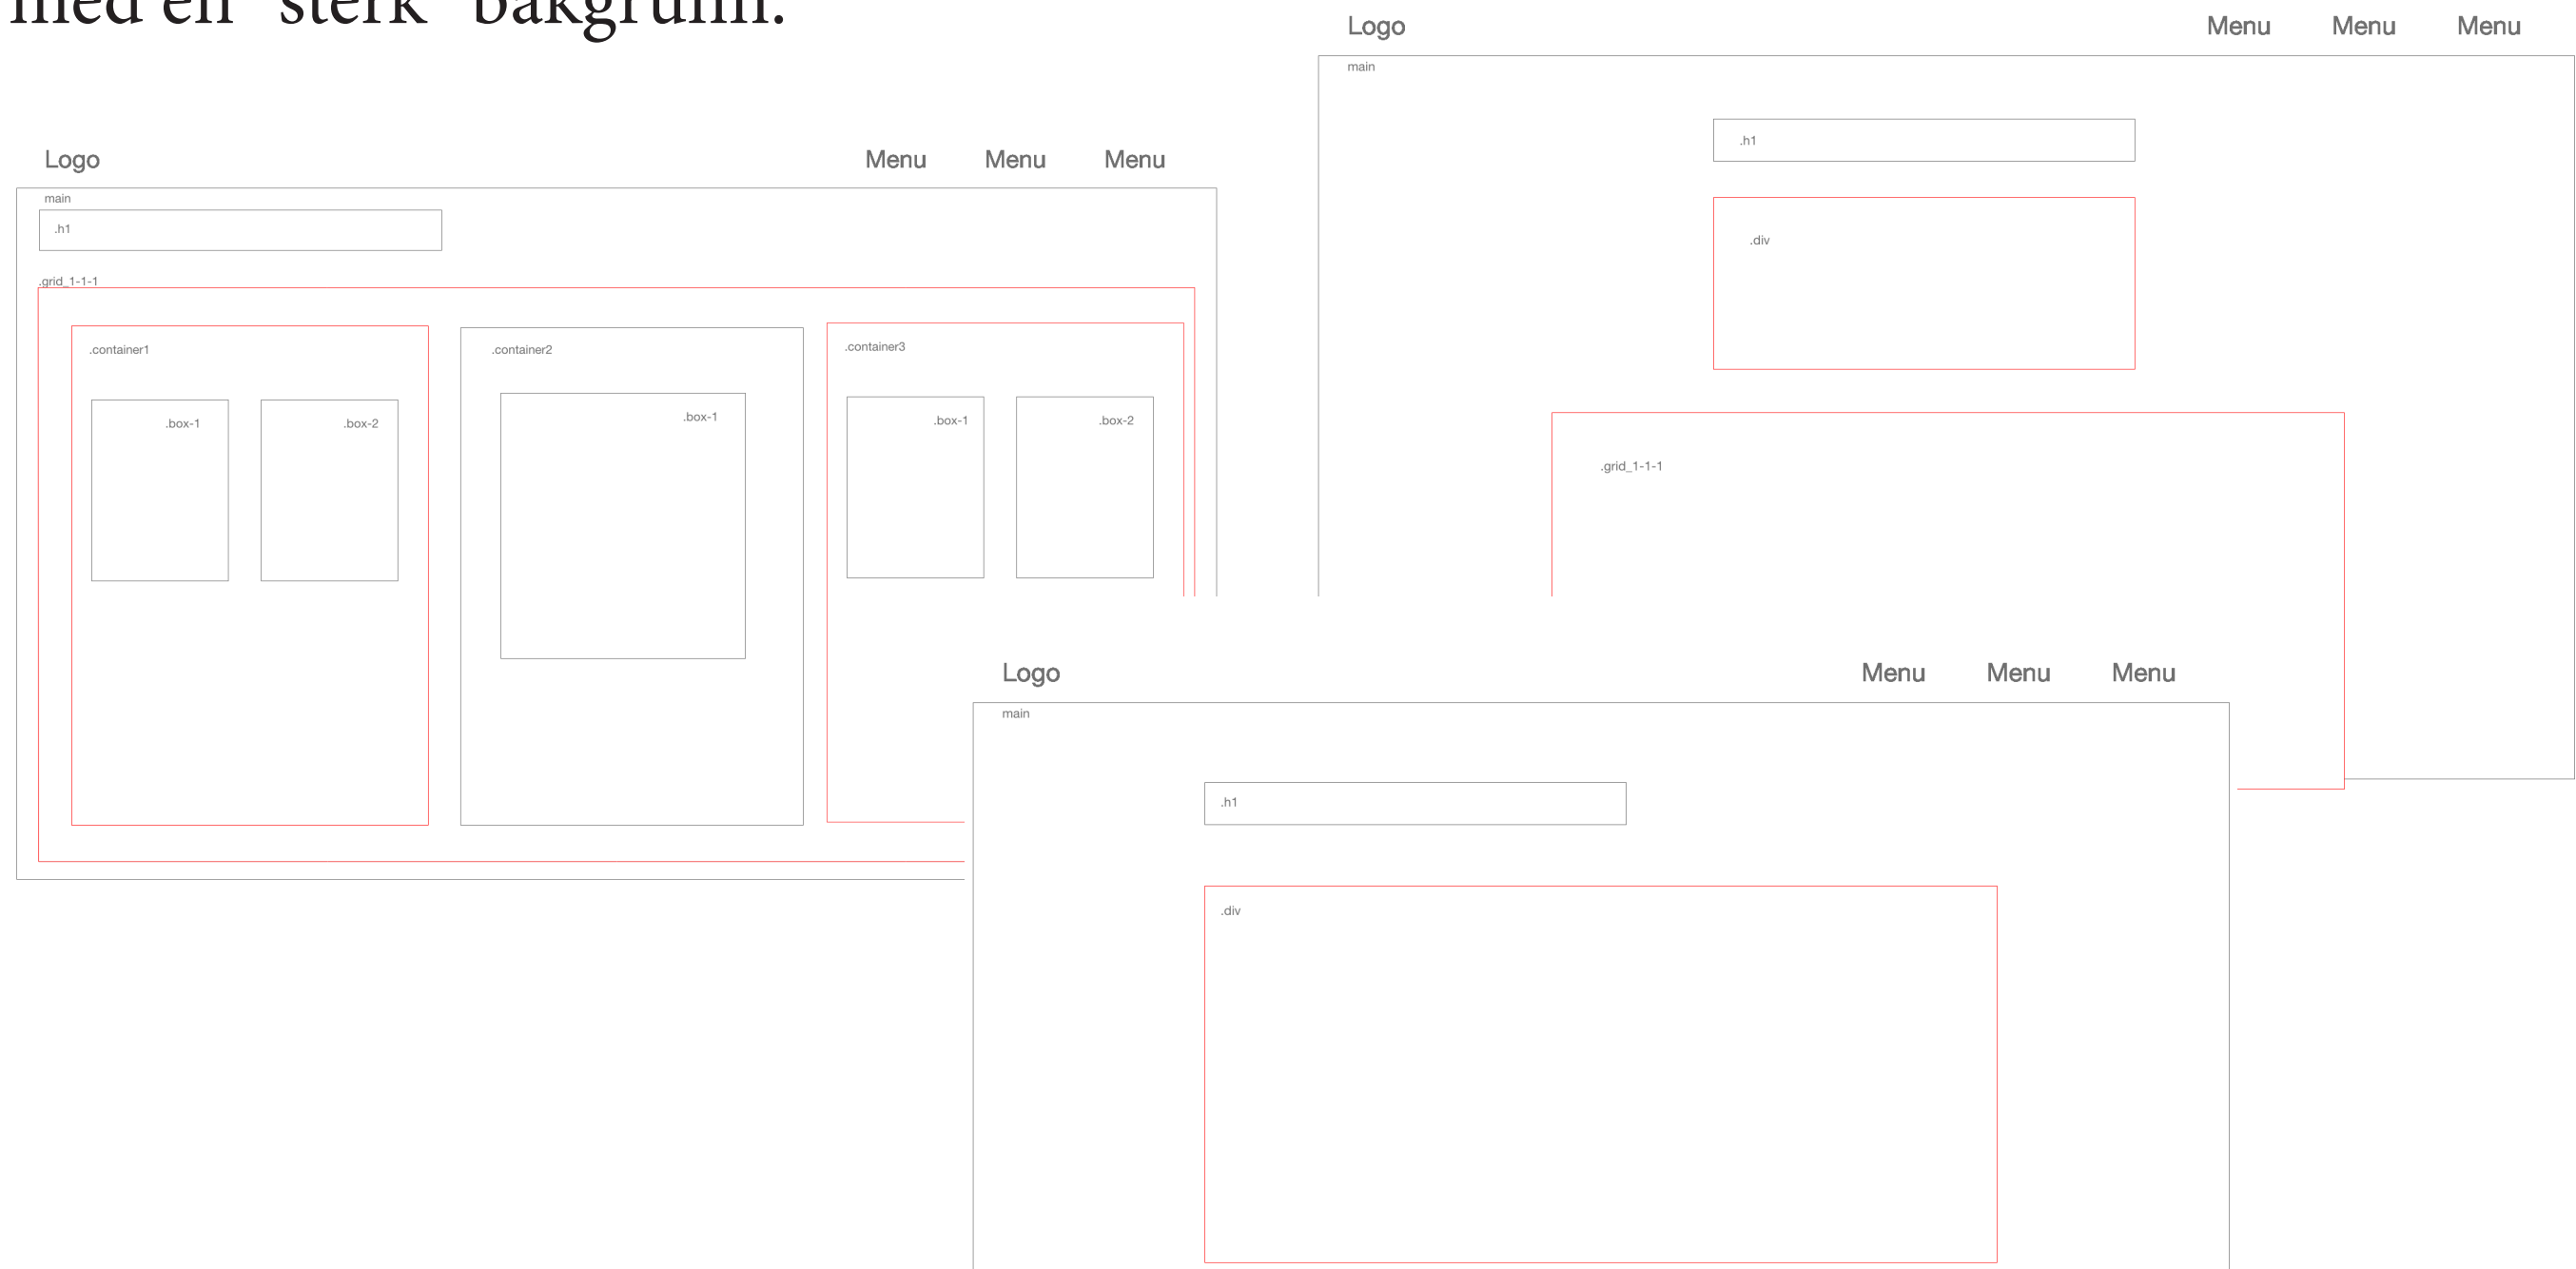 med en "sterk" bakgrunn.
Logo Menu Menu Menu
main
.h1
.grid_1-1-1
.container1 .container2 .container3
.box-1 .box-2 .box-1 .box-1 .box-2
Logo Menu Menu Menu
main
.h1
.div
.grid_1-1-1
Logo Menu Menu Menu
main
.h1
.div